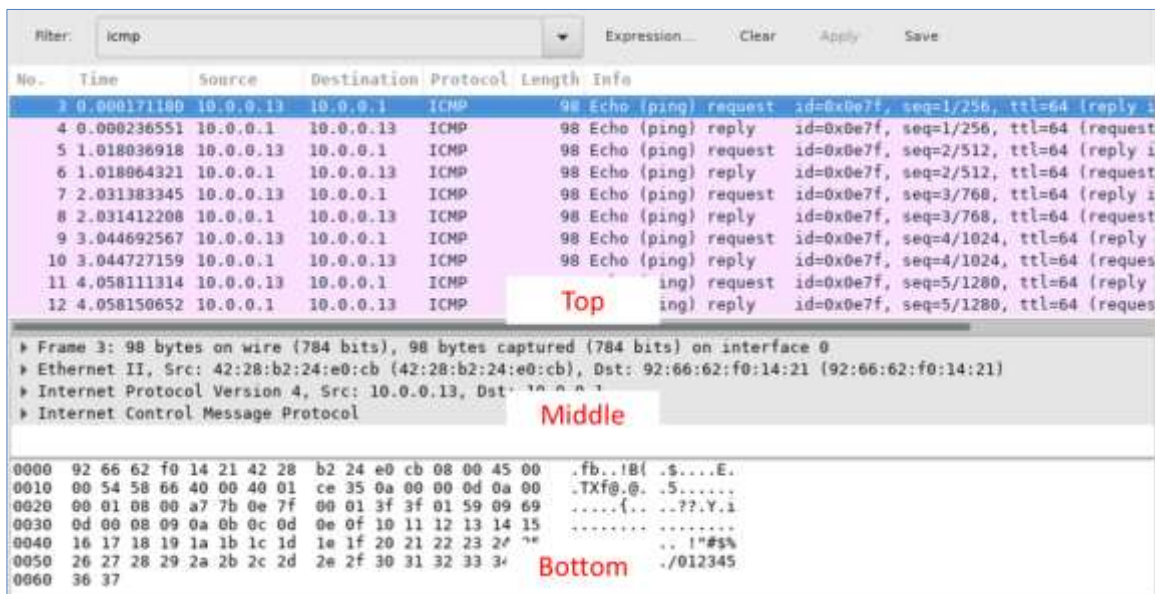 Filter: icmp Expression... Clear Apply Save
No. Time Source Destination Protocol Length Info
3 0.000171180 10.0.0.13 10.0.0.1 ICMP 98 Echo (ping) request id=0x0e7f, seq=1/256, ttl=64 (reply i
4 0.000236551 10.0.0.1 10.0.0.13 ICMP 98 Echo (ping) reply id=0x0e7f, seq=1/256, ttl=64 (request
5 1.018036918 10.0.0.13 10.0.0.1 ICMP 98 Echo (ping) request id=0x0e7f, seq=2/512, ttl=64 (reply i
6 1.018064321 10.0.0.1 10.0.0.13 ICMP 98 Echo (ping) reply id=0x0e7f, seq=2/512, ttl=64 (request
7 2.031383345 10.0.0.13 10.0.0.1 ICMP 98 Echo (ping) request id=0x0e7f, seq=3/768, ttl=64 (reply i
8 2.031412208 10.0.0.1 10.0.0.13 ICMP 98 Echo (ping) reply id=0x0e7f, seq=3/768, ttl=64 (request
9 3.044692567 10.0.0.13 10.0.0.1 ICMP 98 Echo (ping) request id=0x0e7f, seq=4/1024, ttl=64 (reply
10 3.044727159 10.0.0.1 10.0.0.13 ICMP 98 Echo (ping) reply id=0x0e7f, seq=4/1024, ttl=64 (reques
11 4.058111314 10.0.0.13 10.0.0.1 ICMP ing) request id=0x0e7f, seq=5/1280, ttl=64 (reply
12 4.058150652 10.0.0.1 10.0.0.13 ICMP ing) reply id=0x0e7f, seq=5/1280, ttl=64 (reques
Top
Frame 3: 98 bytes on wire (784 bits), 98 bytes captured (784 bits) on interface 0
Ethernet II, Src: 42:28:b2:24:e0:cb (42:28:b2:24:e0:cb), Dst: 92:66:62:f0:14:21 (92:66:62:f0:14:21)
Internet Protocol Version 4, Src: 10.0.0.13, Dst: 10.0.0.1
Internet Control Message Protocol
Middle
0000 92 66 62 f0 14 21 42 28 b2 24 e0 cb 08 00 45 00 .fb..!B( .$....E.
0010 00 54 58 66 40 00 40 01 ce 35 0a 00 00 0d 0a 00 .TXf@.@. .5......
0020 00 01 08 00 a7 7b 0e 7f 00 01 3f 3f 01 59 09 69 .....{.. ..??.Y.i
0030 0d 00 08 09 0a 0b 0c 0d 0e 0f 10 11 12 13 14 15 ........ ........
0040 16 17 18 19 1a 1b 1c 1d 1e 1f 20 21 22 23 24 25 .. !"#$%
0050 26 27 28 29 2a 2b 2c 2d 2e 2f 30 31 32 33 34 ./012345
0060 36 37
Bottom